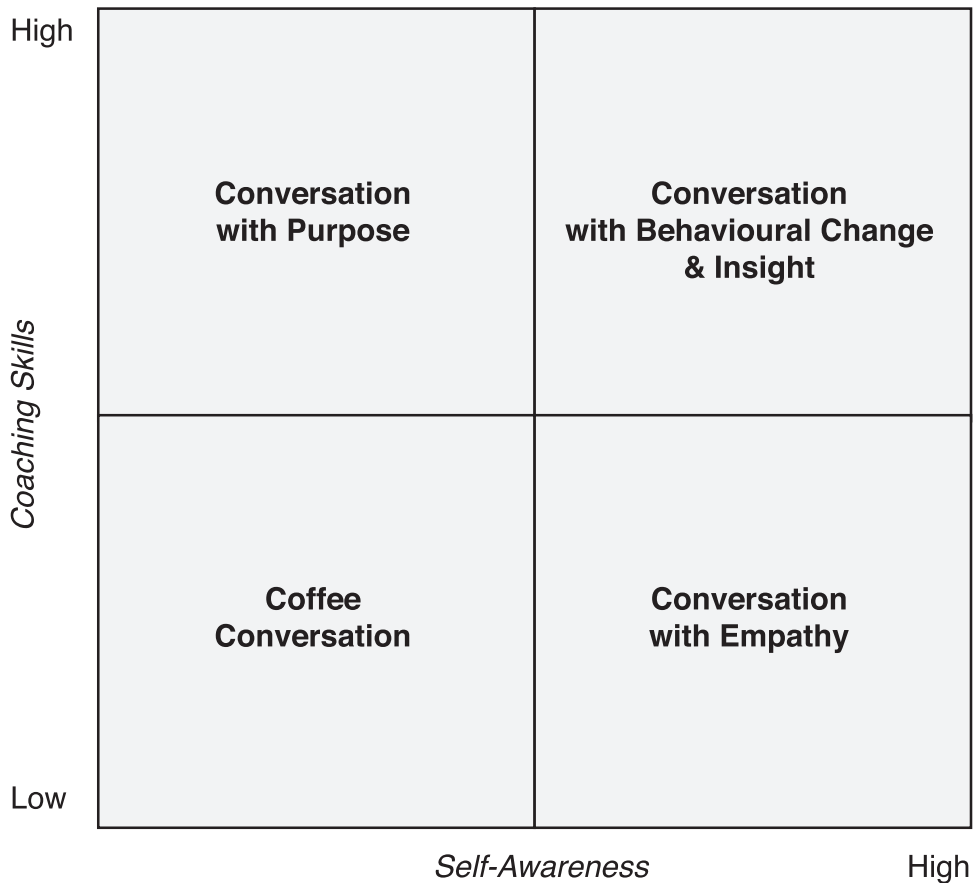 High
Conversation
with Purpose
Conversation
with Behavioural Change
& Insight
Coaching Skills
Coffee
Conversation
Conversation
with Empathy
Low
Self-Awareness
High